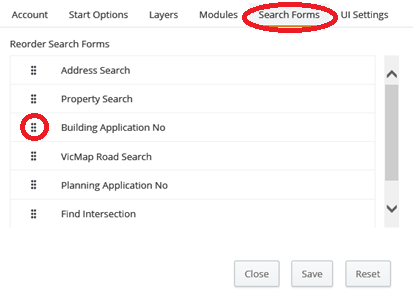 Account Start Options Layers Modules Search Forms UI Settings
Reorder Search Forms
Address Search
Property Search
Building Application No
VicMap Road Search
Planning Application No
Find Intersection
Close Save Reset